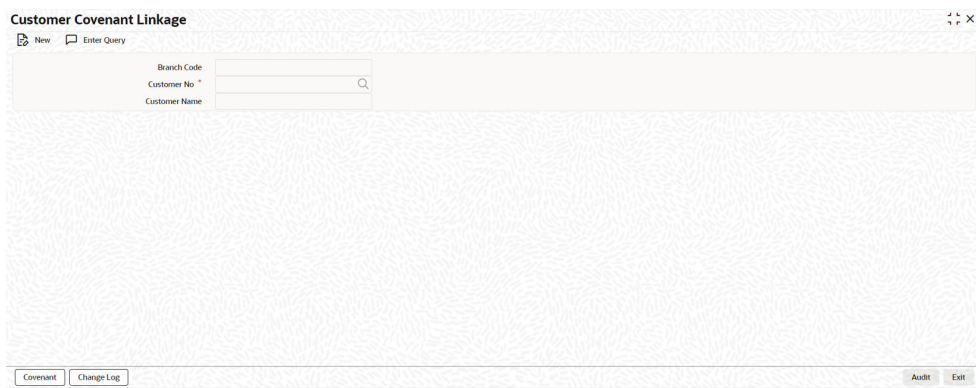 Customer Covenant Linkage
New Enter Query
Branch Code
Customer No *
Customer Name
Covenant Change Log Audit Exit